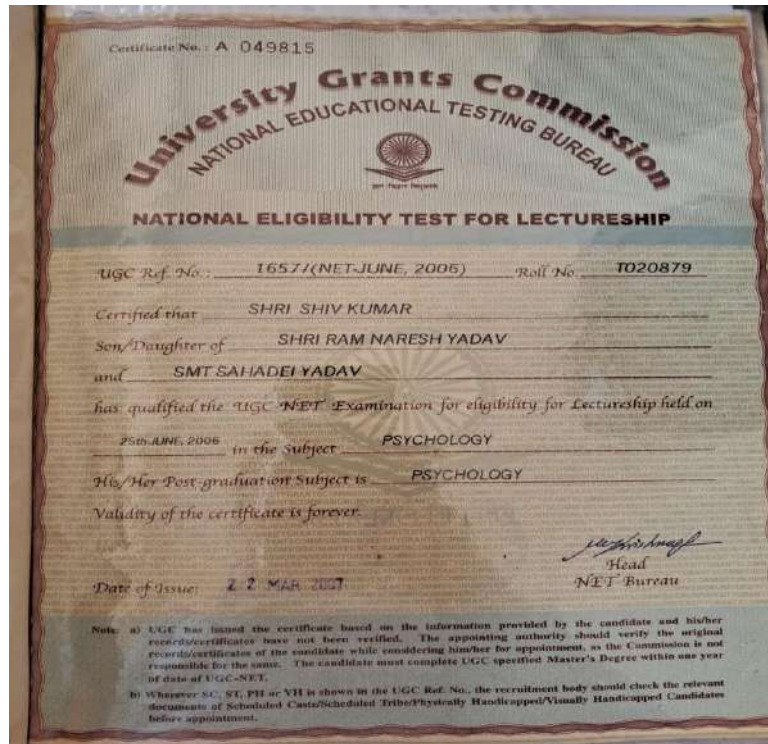 Certificate No. : A 049815
University Grants Commission
NATIONAL EDUCATIONAL TESTING BUREAU
NATIONAL ELIGIBILITY TEST FOR LECTURESHIP
UGC Ref. No.: 1657/(NET-JUNE, 2006) Roll No. T020879
Certified that SHRI SHIV KUMAR
Son/Daughter of SHRI RAM NARESH YADAV
and SMT SAHADEI YADAV
has qualified the UGC-NET Examination for eligibility for Lectureship held on
25th JUNE, 2006 in the Subject PSYCHOLOGY
His/Her Post-graduation Subject is PSYCHOLOGY
Validity of the certificate is forever.
Head
Date of Issue: 22 MAR 2007 NET Bureau
Note: a) UGC has issued the certificate based on the information provided by the candidate and his/her
records/certificates have not been verified. The appointing authority should verify the original
records/certificates of the candidate while considering him/her for appointment, as the Commission is not
responsible for the same. The candidate must complete UGC specified Master's Degree within one year
of date of UGC-NET.
b) Wherever SC, ST, PH or VH is shown in the UGC Ref. No., the recruitment body should check the relevant
documents of Scheduled Caste/Scheduled Tribe/Physically Handicapped/Visually Handicapped Candidates
before appointment.